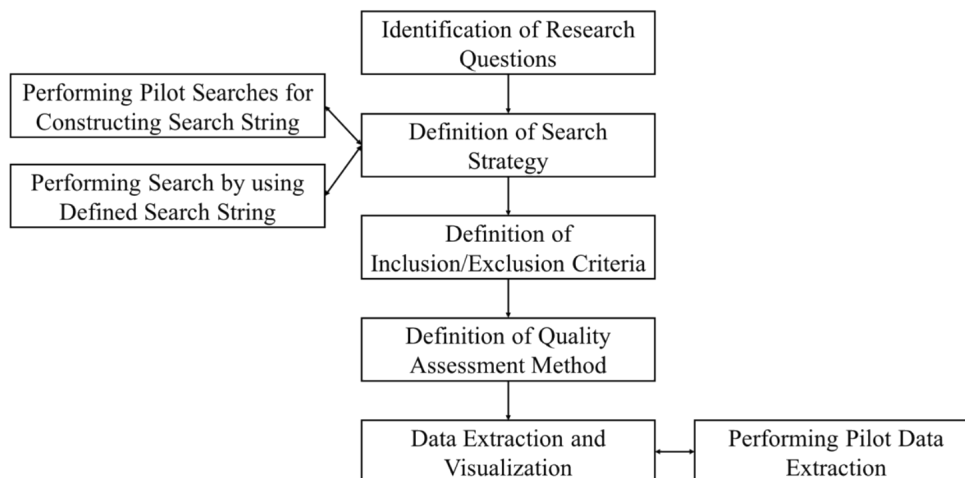 Identification of Research
Questions
Performing Pilot Searches for
Constructing Search String
Definition of Search
Strategy
Performing Search by using
Defined Search String
Definition of
Inclusion/Exclusion Criteria
Definition of Quality
Assessment Method
Data Extraction and
Visualization
Performing Pilot Data
Extraction